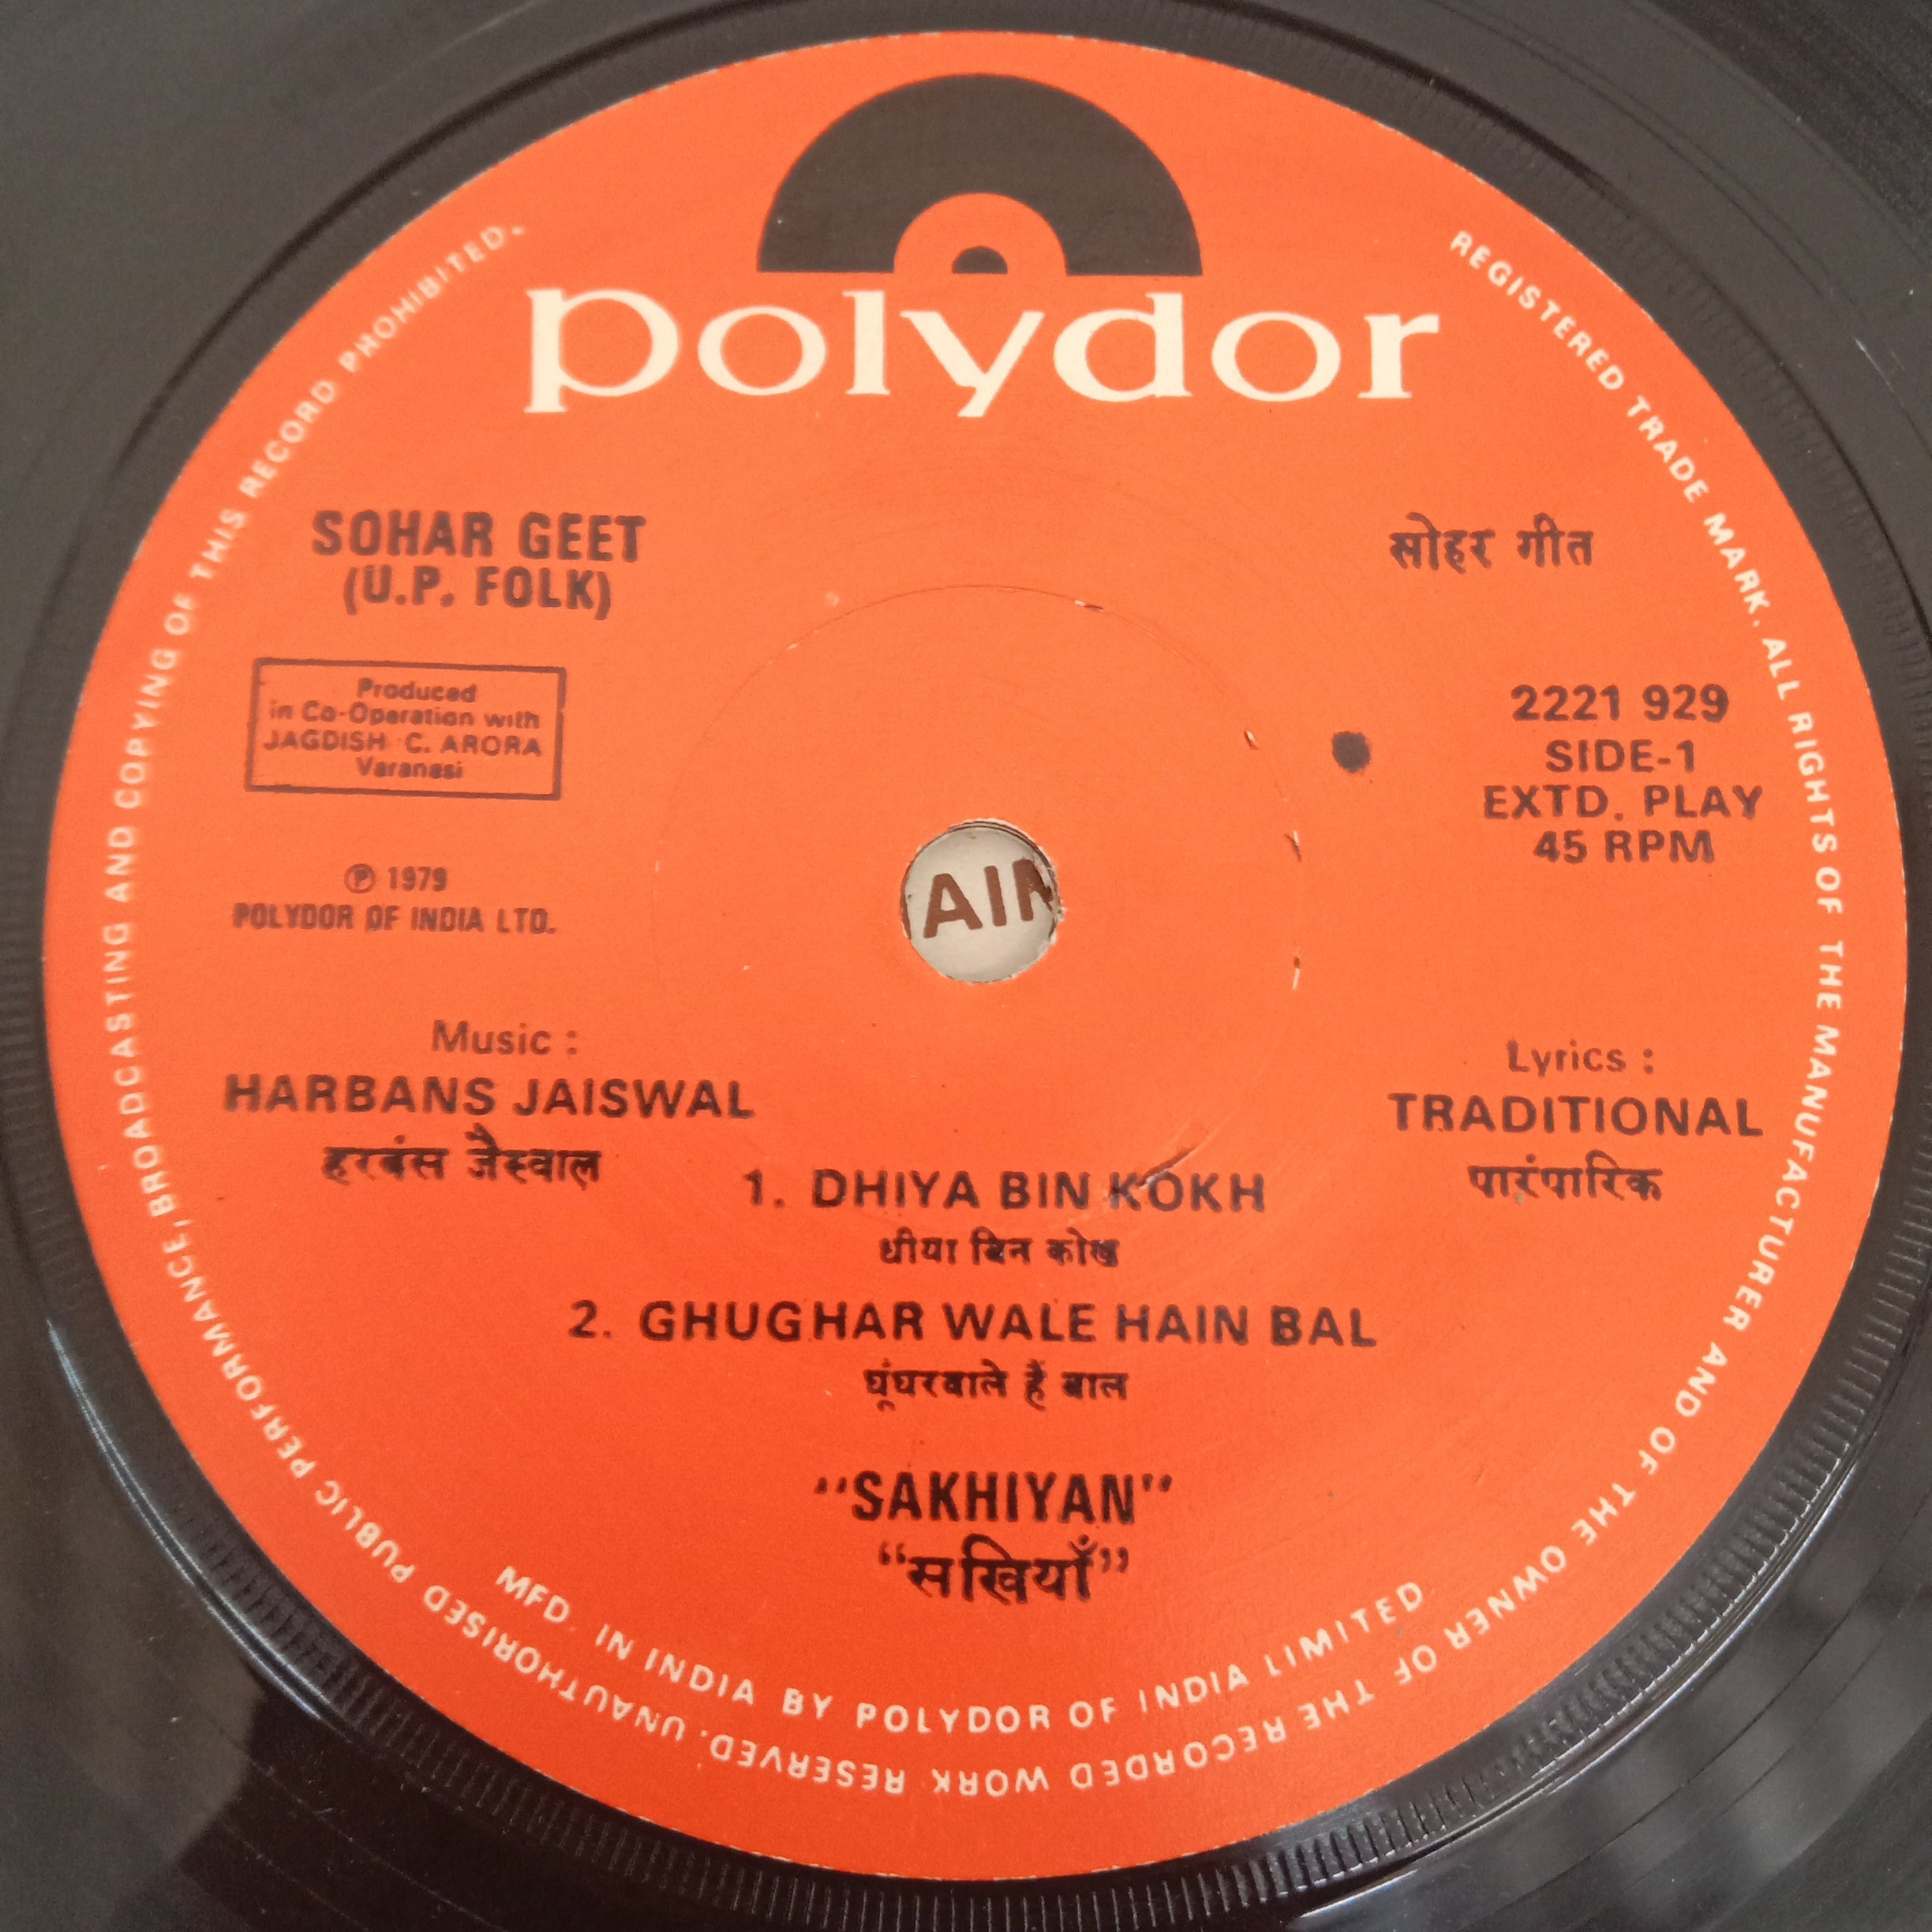 polydor
SOHAR GEET
(U.P. FOLK)
सोहर गीत
Produced
in Co-Operation with
JAGDISH C. ARORA
Varanasi
2221 929
SIDE-1
EXTD. PLAY
45 RPM
℗ 1979
POLYDOR OF INDIA LTD.
AIN
Music :
HARBANS JAISWAL
हरबंस जैस्वाल
Lyrics :
TRADITIONAL
पारंपारिक
1. DHIYA BIN KOKH
धीया बिन कोख
2. GHUGHAR WALE HAIN BAL
घूंघरवाले हैं बाल
"SAKHIYAN"
“सखियाँ”
MFD. IN INDIA BY POLYDOR OF INDIA LIMITED
REGISTERED TRADE MARK. ALL RIGHTS OF THE MANUFACTURER AND OF THE OWNER OF THE RECORDED WORK RESERVED. UNAUTHORISED PUBLIC PERFORMANCE, BROADCASTING AND COPYING OF THIS RECORD PROHIBITED.